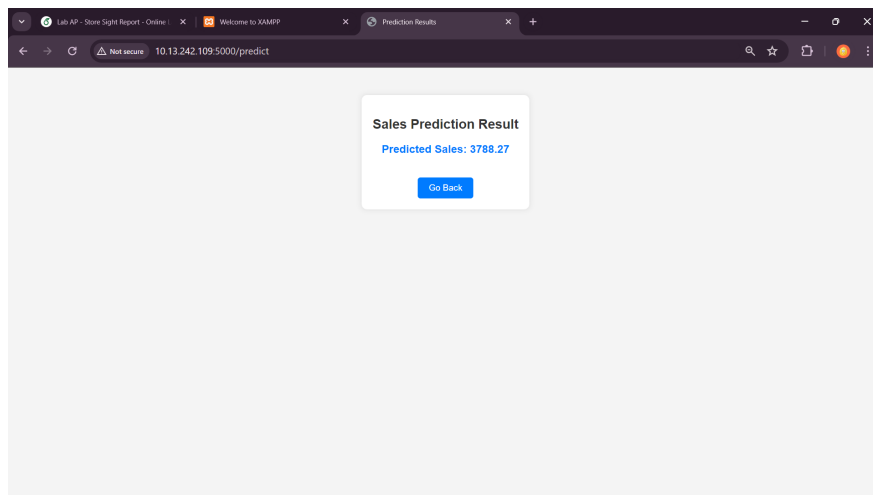 Lab AP - Store Sight Report - Online
Welcome to XAMPP
Prediction Results
Not secure
10.13.242.109:5000/predict
Sales Prediction Result
Predicted Sales: 3788.27
Go Back